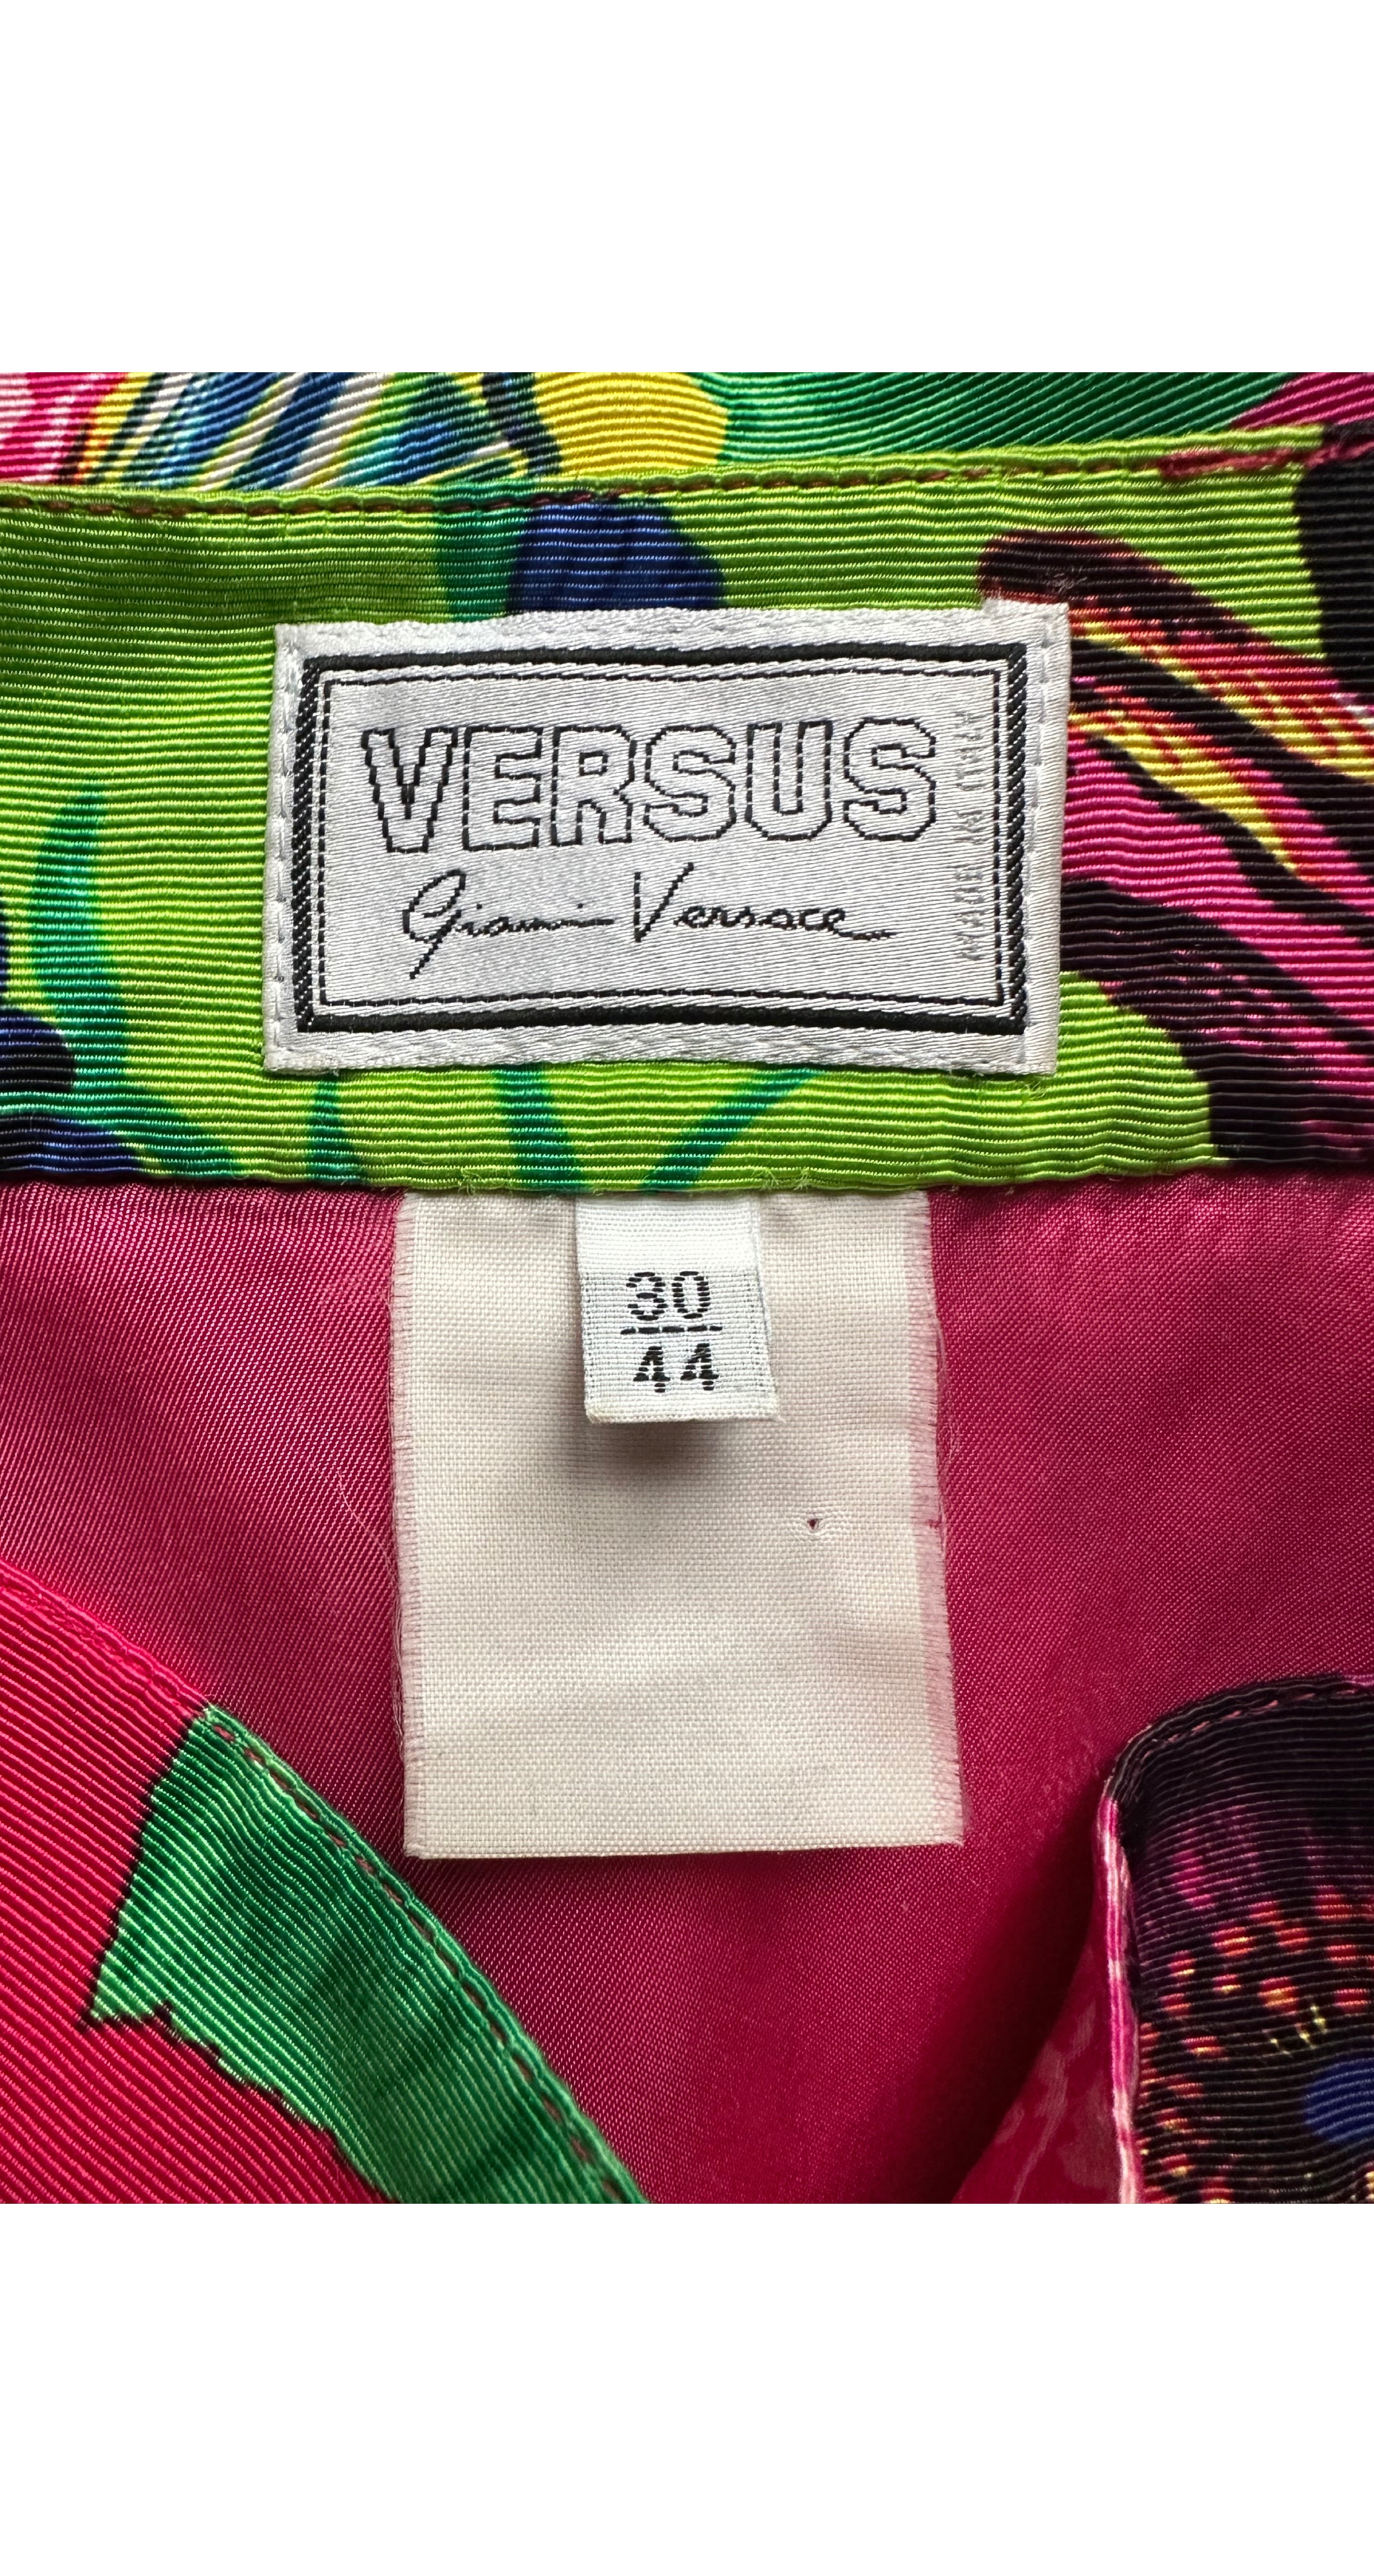 VERSUS
Gianni Versace
MADE IN ITALY
30
44